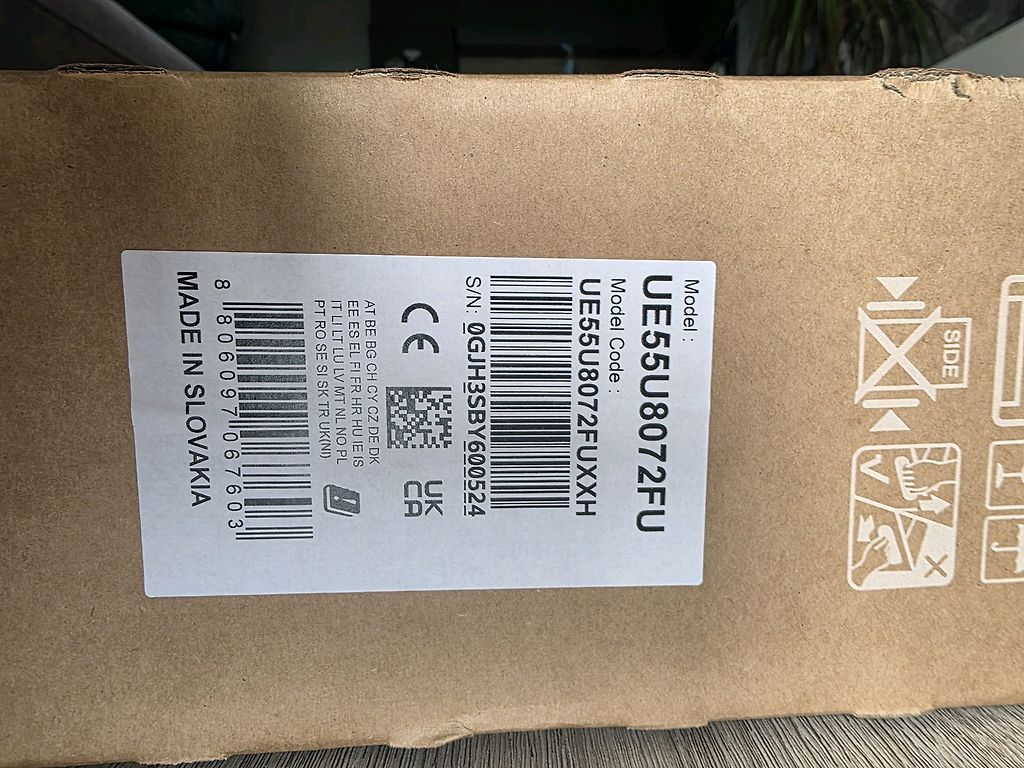 Model :
UE55U8072FU
Model Code :
UE55U8072FUXXH
S/N: 0GJH3SBY600524
CE
UK
CA
AT BE BG CH CY CZ DE DK
EE ES EL FI FR HR HU IE IS
IT LI LT LU LV MT NL NO PL
PT RO SE SI SK TR UK(NI)
8 806097 067603
MADE IN SLOVAKIA
SIDE